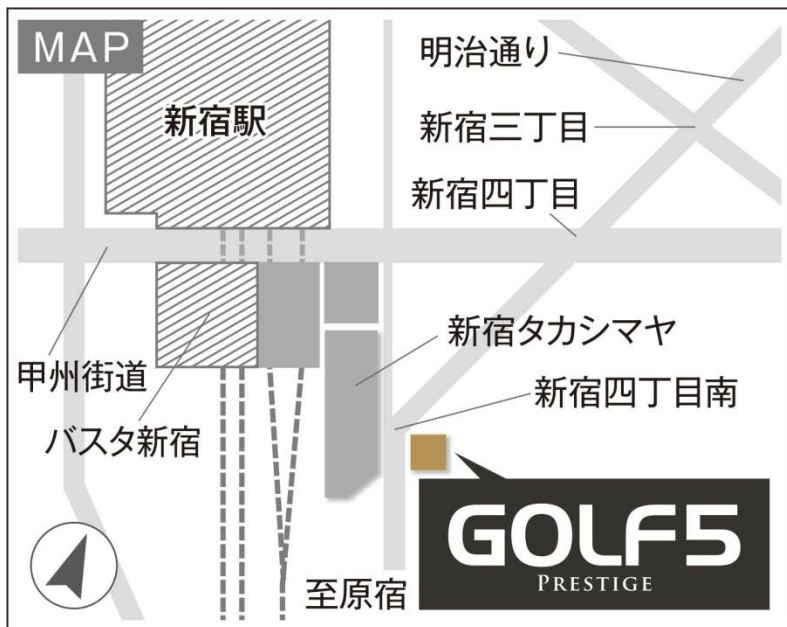 MAP
新宿駅
明治通り
新宿三丁目
新宿四丁目
新宿タカシマヤ
甲州街道
新宿四丁目南
バスタ新宿
GOLF5
PRESTIGE
至原宿